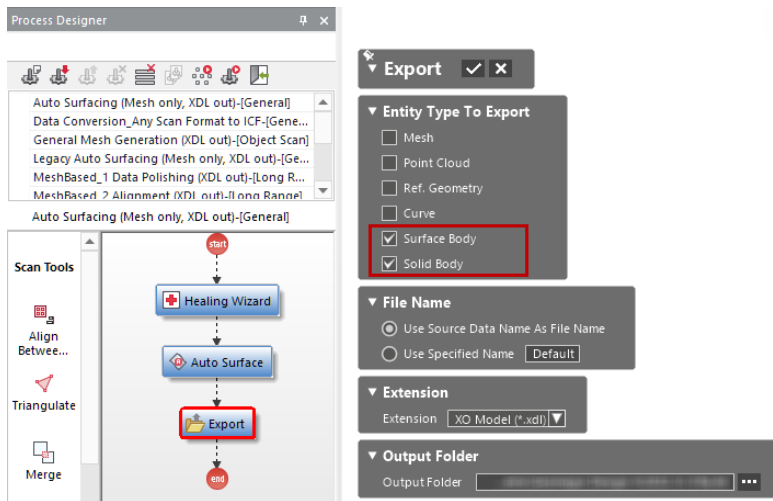 Process Designer
Auto Surfacing (Mesh only, XDL out)-[General]
Data Conversion_Any Scan Format to ICF-[Gene...
General Mesh Generation (XDL out)-[Object Scan]
Legacy Auto Surfacing (Mesh only, XDL out)-[Ge...
MeshBased_1 Data Polishing (XDL out)-[Long R...
MeshBased_2 Alignment (XDL out)-[Long Range]
Auto Surfacing (Mesh only, XDL out)-[General]
Scan Tools
Align
Betwee...
Triangulate
Merge
start
Healing Wizard
Auto Surface
Export
end
Export
Entity Type To Export
Mesh
Point Cloud
Ref. Geometry
Curve
Surface Body
Solid Body
File Name
Use Source Data Name As File Name
Use Specified Name Default
Extension
Extension XO Model (*.xdl)
Output Folder
Output Folder ...